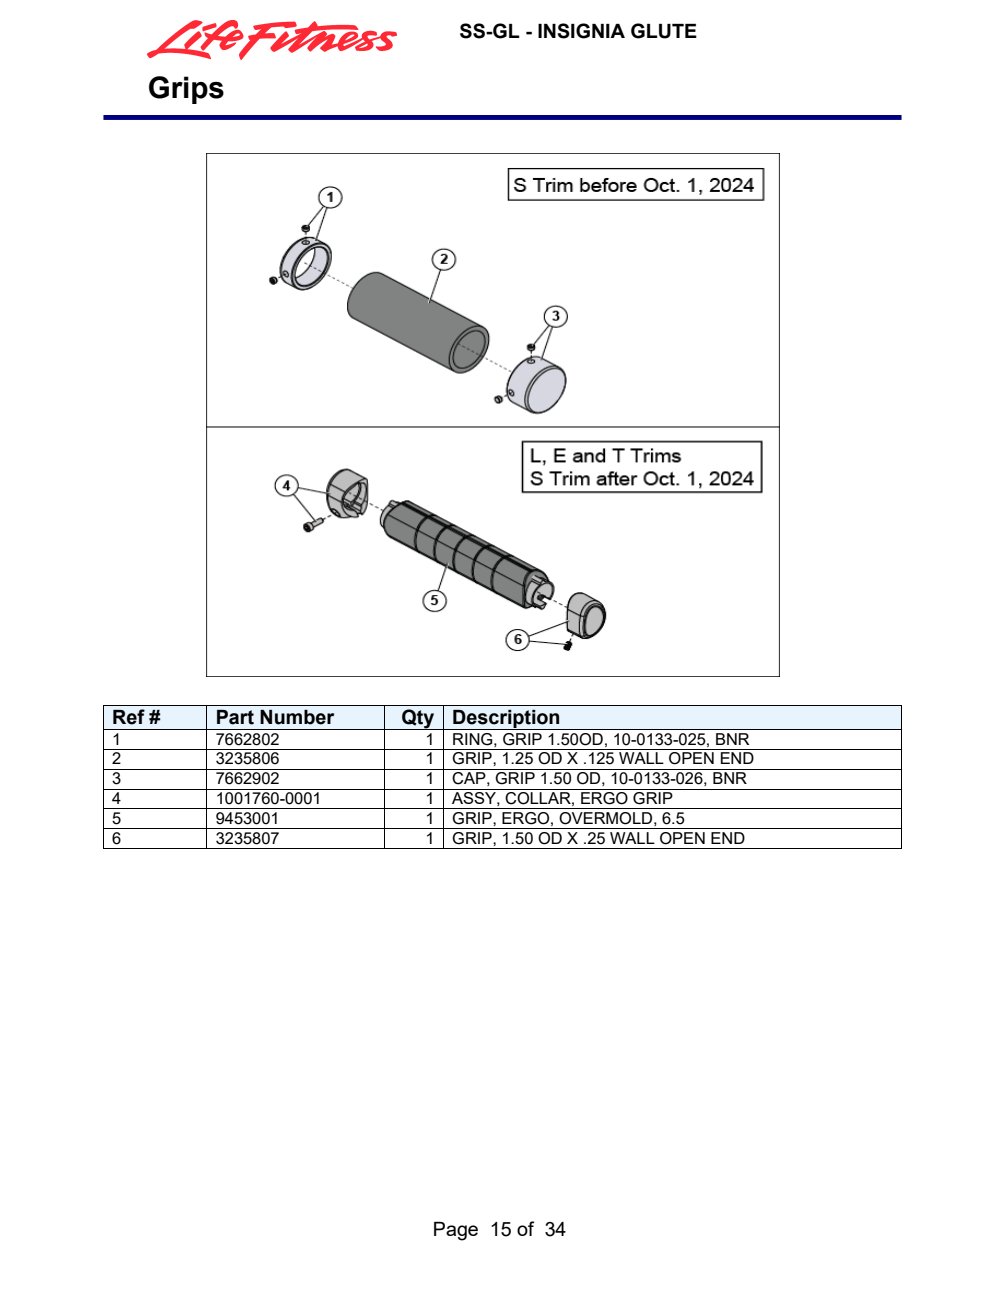 Life Fitness
SS-GL - INSIGNIA GLUTE
Grips
S Trim before Oct. 1, 2024
1
2
3
L, E and T Trims
S Trim after Oct. 1, 2024
4
5
6
Ref # Part Number Qty Description
1 7662802 1 RING, GRIP 1.50OD, 10-0133-025, BNR
2 3235806 1 GRIP, 1.25 OD X .125 WALL OPEN END
3 7662902 1 CAP, GRIP 1.50 OD, 10-0133-026, BNR
4 1001760-0001 1 ASSY, COLLAR, ERGO GRIP
5 9453001 1 GRIP, ERGO, OVERMOLD, 6.5
6 3235807 1 GRIP, 1.50 OD X .25 WALL OPEN END
Page 15 of 34